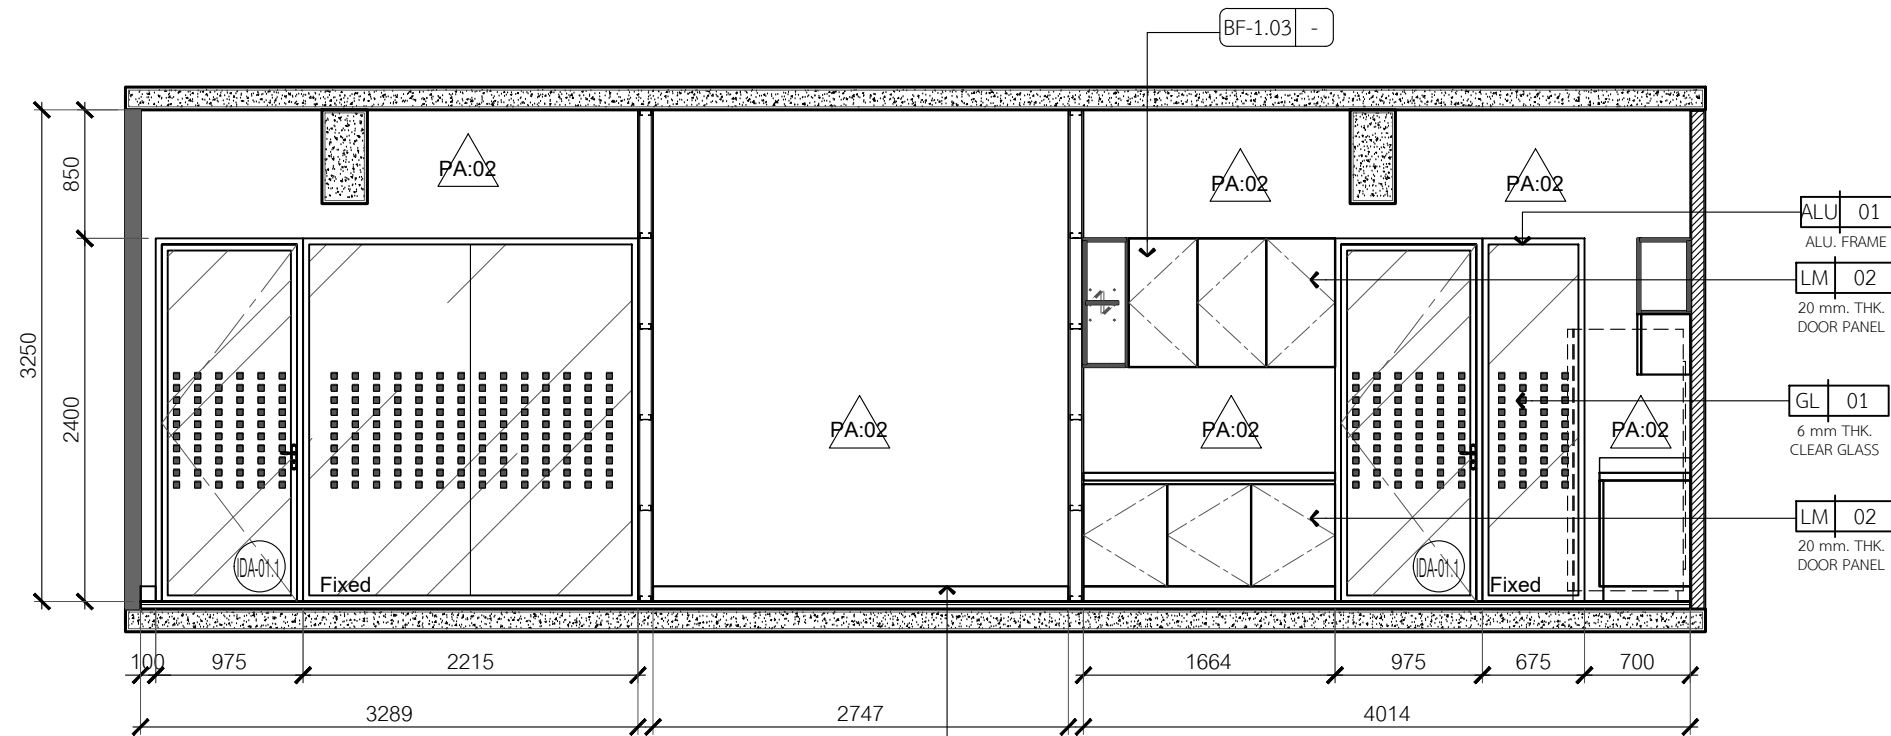 BF-1.03 -
850
PA:02
PA:02
PA:02
ALU 01
ALU. FRAME
LM 02
20 mm. THK.
DOOR PANEL
3250
2400
GL 01
6 mm THK.
CLEAR GLASS
PA:02
PA:02
PA:02
LM 02
20 mm. THK.
DOOR PANEL
IDA-01.1
Fixed
IDA-01.1
Fixed
100
975
2215
1664
975
675
700
3289
2747
4014